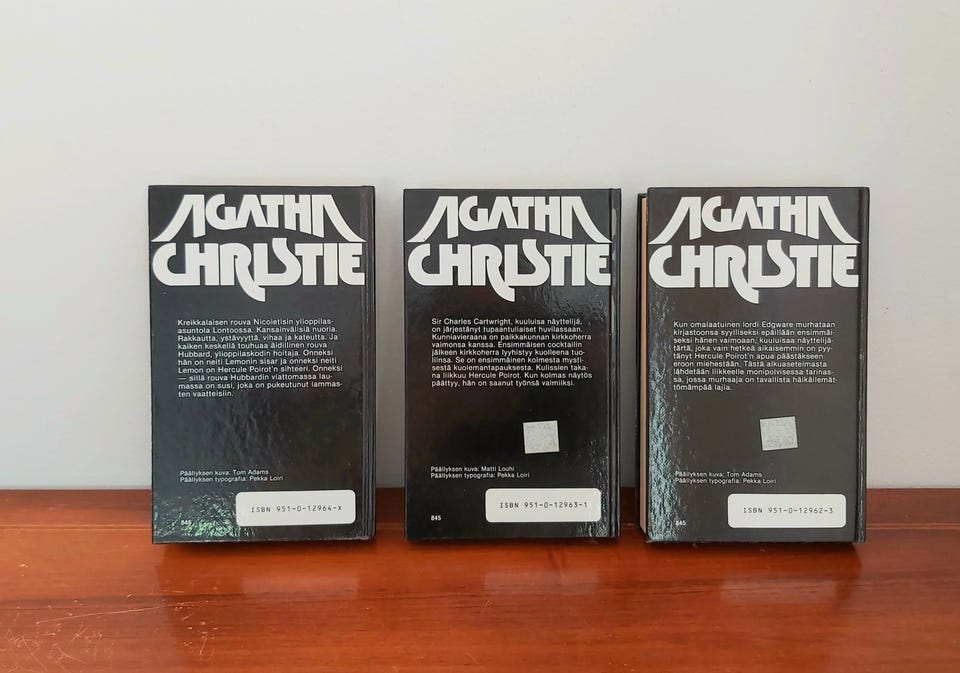 AGATHA
CHRISTIE
Kreikkalaisen rouva Nicoletisin ylioppilas-
asuntola Lontoossa. Kansainvälisiä nuoria.
Rakkautta, ystävyyttä, vihaa ja kateutta. Ja
kaiken keskellä touhuaa äidillinen rouva
Hubbard, ylioppilaskodin hoitaja. Onneksi
hän on neiti Lemonin sisar ja onneksi neiti
Lemon on Hercule Poirot'n sihteeri. Onneksi
— sillä rouva Hubbardin viattomassa lau-
massa on susi, joka on pukeutunut lammas-
ten vaatteisiin.
Päällyksen kuva: Tom Adams
Päällyksen typografia: Pekka Loiri
ISBN 951-0-12964-X
845
AGATHA
CHRISTIE
Sir Charles Cartwright, kuuluisa näyttelijä,
on järjestänyt tupaantuliaiset huvilassaan.
Kunniavieraana on paikkakunnan kirkkoherra
vaimonsa kanssa. Ensimmäisen cocktailin
jälkeen kirkkoherra lyyhistyy kuolleena tuo-
liinsa. Se on ensimmäinen kolmesta mysti-
sestä kuolemantapauksesta. Kulissien taka-
na liikkuu Hercule Poirot. Kun kolmas näytös
päättyy, hän on saanut työnsä valmiiksi.
Päällyksen kuva: Matti Louhi
Päällyksen typografia: Pekka Loiri
ISBN 951-0-12963-1
845
AGATHA
CHRISTIE
Kun omalaatuinen lordi Edgware murhataan
kirjastoonsa syylliseksi epäillään ensimmäi-
seksi hänen vaimoaan, kuuluisaa näyttelijä-
tärtä, joka vain hetkeä aikaisemmin on pyy-
tänyt Hercule Poirot'n apua päästäkseen
eroon miehestään. Tästä alkuasetelmasta
lähdetään liikkeelle monipolvisessa tarinas-
sa, jossa murhaaja on tavallista häikäilemät-
tömämpää lajia.
Päällyksen kuva: Tom Adams
Päällyksen typografia: Pekka Loiri
ISBN 951-0-12962-3
845